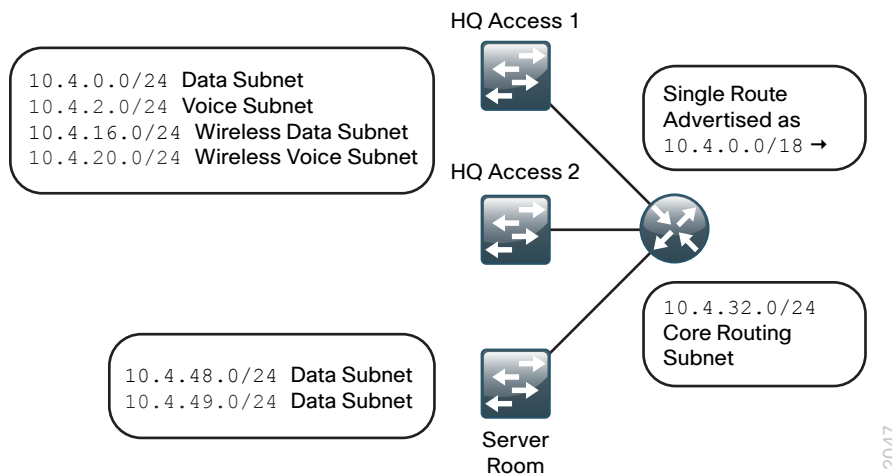 HQ Access 1
10.4.0.0/24 Data Subnet
10.4.2.0/24 Voice Subnet
10.4.16.0/24 Wireless Data Subnet
10.4.20.0/24 Wireless Voice Subnet
Single Route
Advertised as
10.4.0.0/18 →
HQ Access 2
10.4.32.0/24
Core Routing
Subnet
10.4.48.0/24 Data Subnet
10.4.49.0/24 Data Subnet
Server
Room
2047